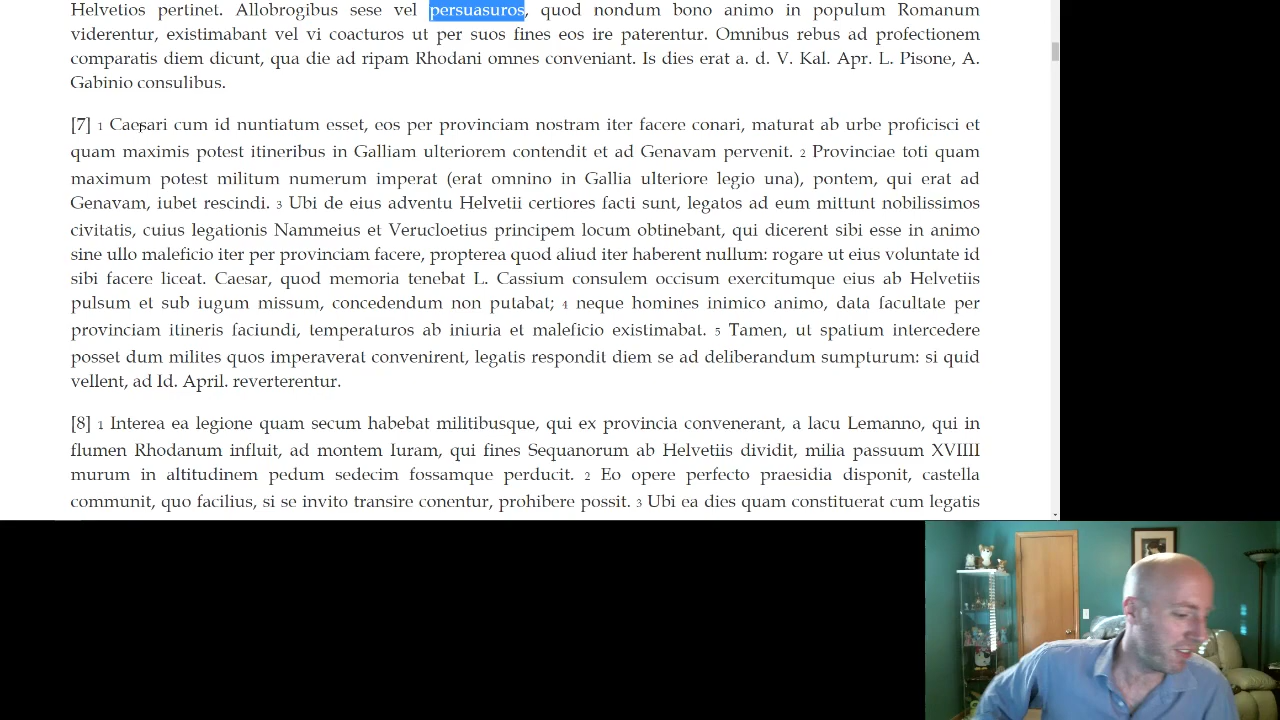 Helvetios pertinet. Allobrogibus sese vel persuasuros, quod nondum bono animo in populum Romanum
viderentur, existimabant vel vi coacturos ut per suos fines eos ire paterentur. Omnibus rebus ad profectionem
comparatis diem dicunt, qua die ad ripam Rhodani omnes conveniant. Is dies erat a. d. V. Kal. Apr. L. Pisone, A.
Gabinio consulibus.
[7] 1 Caesari cum id nuntiatum esset, eos per provinciam nostram iter facere conari, maturat ab urbe proficisci et
quam maximis potest itineribus in Galliam ulteriorem contendit et ad Genavam pervenit. 2 Provinciae toti quam
maximum potest militum numerum imperat (erat omnino in Gallia ulteriore legio una), pontem, qui erat ad
Genavam, iubet rescindi. 3 Ubi de eius adventu Helvetii certiores facti sunt, legatos ad eum mittunt nobilissimos
civitatis, cuius legationis Nammeius et Verucloetius principem locum obtinebant, qui dicerent sibi esse in animo
sine ullo maleficio iter per provinciam facere, propterea quod aliud iter haberent nullum: rogare ut eius voluntate id
sibi facere liceat. Caesar, quod memoria tenebat L. Cassium consulem occisum exercitumque eius ab Helvetiis
pulsum et sub iugum missum, concedendum non putabat; 4 neque homines inimico animo, data facultate per
provinciam itineris faciundi, temperaturos ab iniuria et maleficio existimabat. 5 Tamen, ut spatium intercedere
posset dum milites quos imperaverat convenirent, legatis respondit diem se ad deliberandum sumpturum: si quid
vellent, ad Id. April. reverterentur.
[8] 1 Interea ea legione quam secum habebat militibusque, qui ex provincia convenerant, a lacu Lemanno, qui in
flumen Rhodanum influit, ad montem Iuram, qui fines Sequanorum ab Helvetiis dividit, milia passuum XVIIII
murum in altitudinem pedum sedecim fossamque perducit. 2 Eo opere perfecto praesidia disponit, castella
communit, quo facilius, si se invito transire conentur, prohibere possit. 3 Ubi ea dies quam constituerat cum legatis